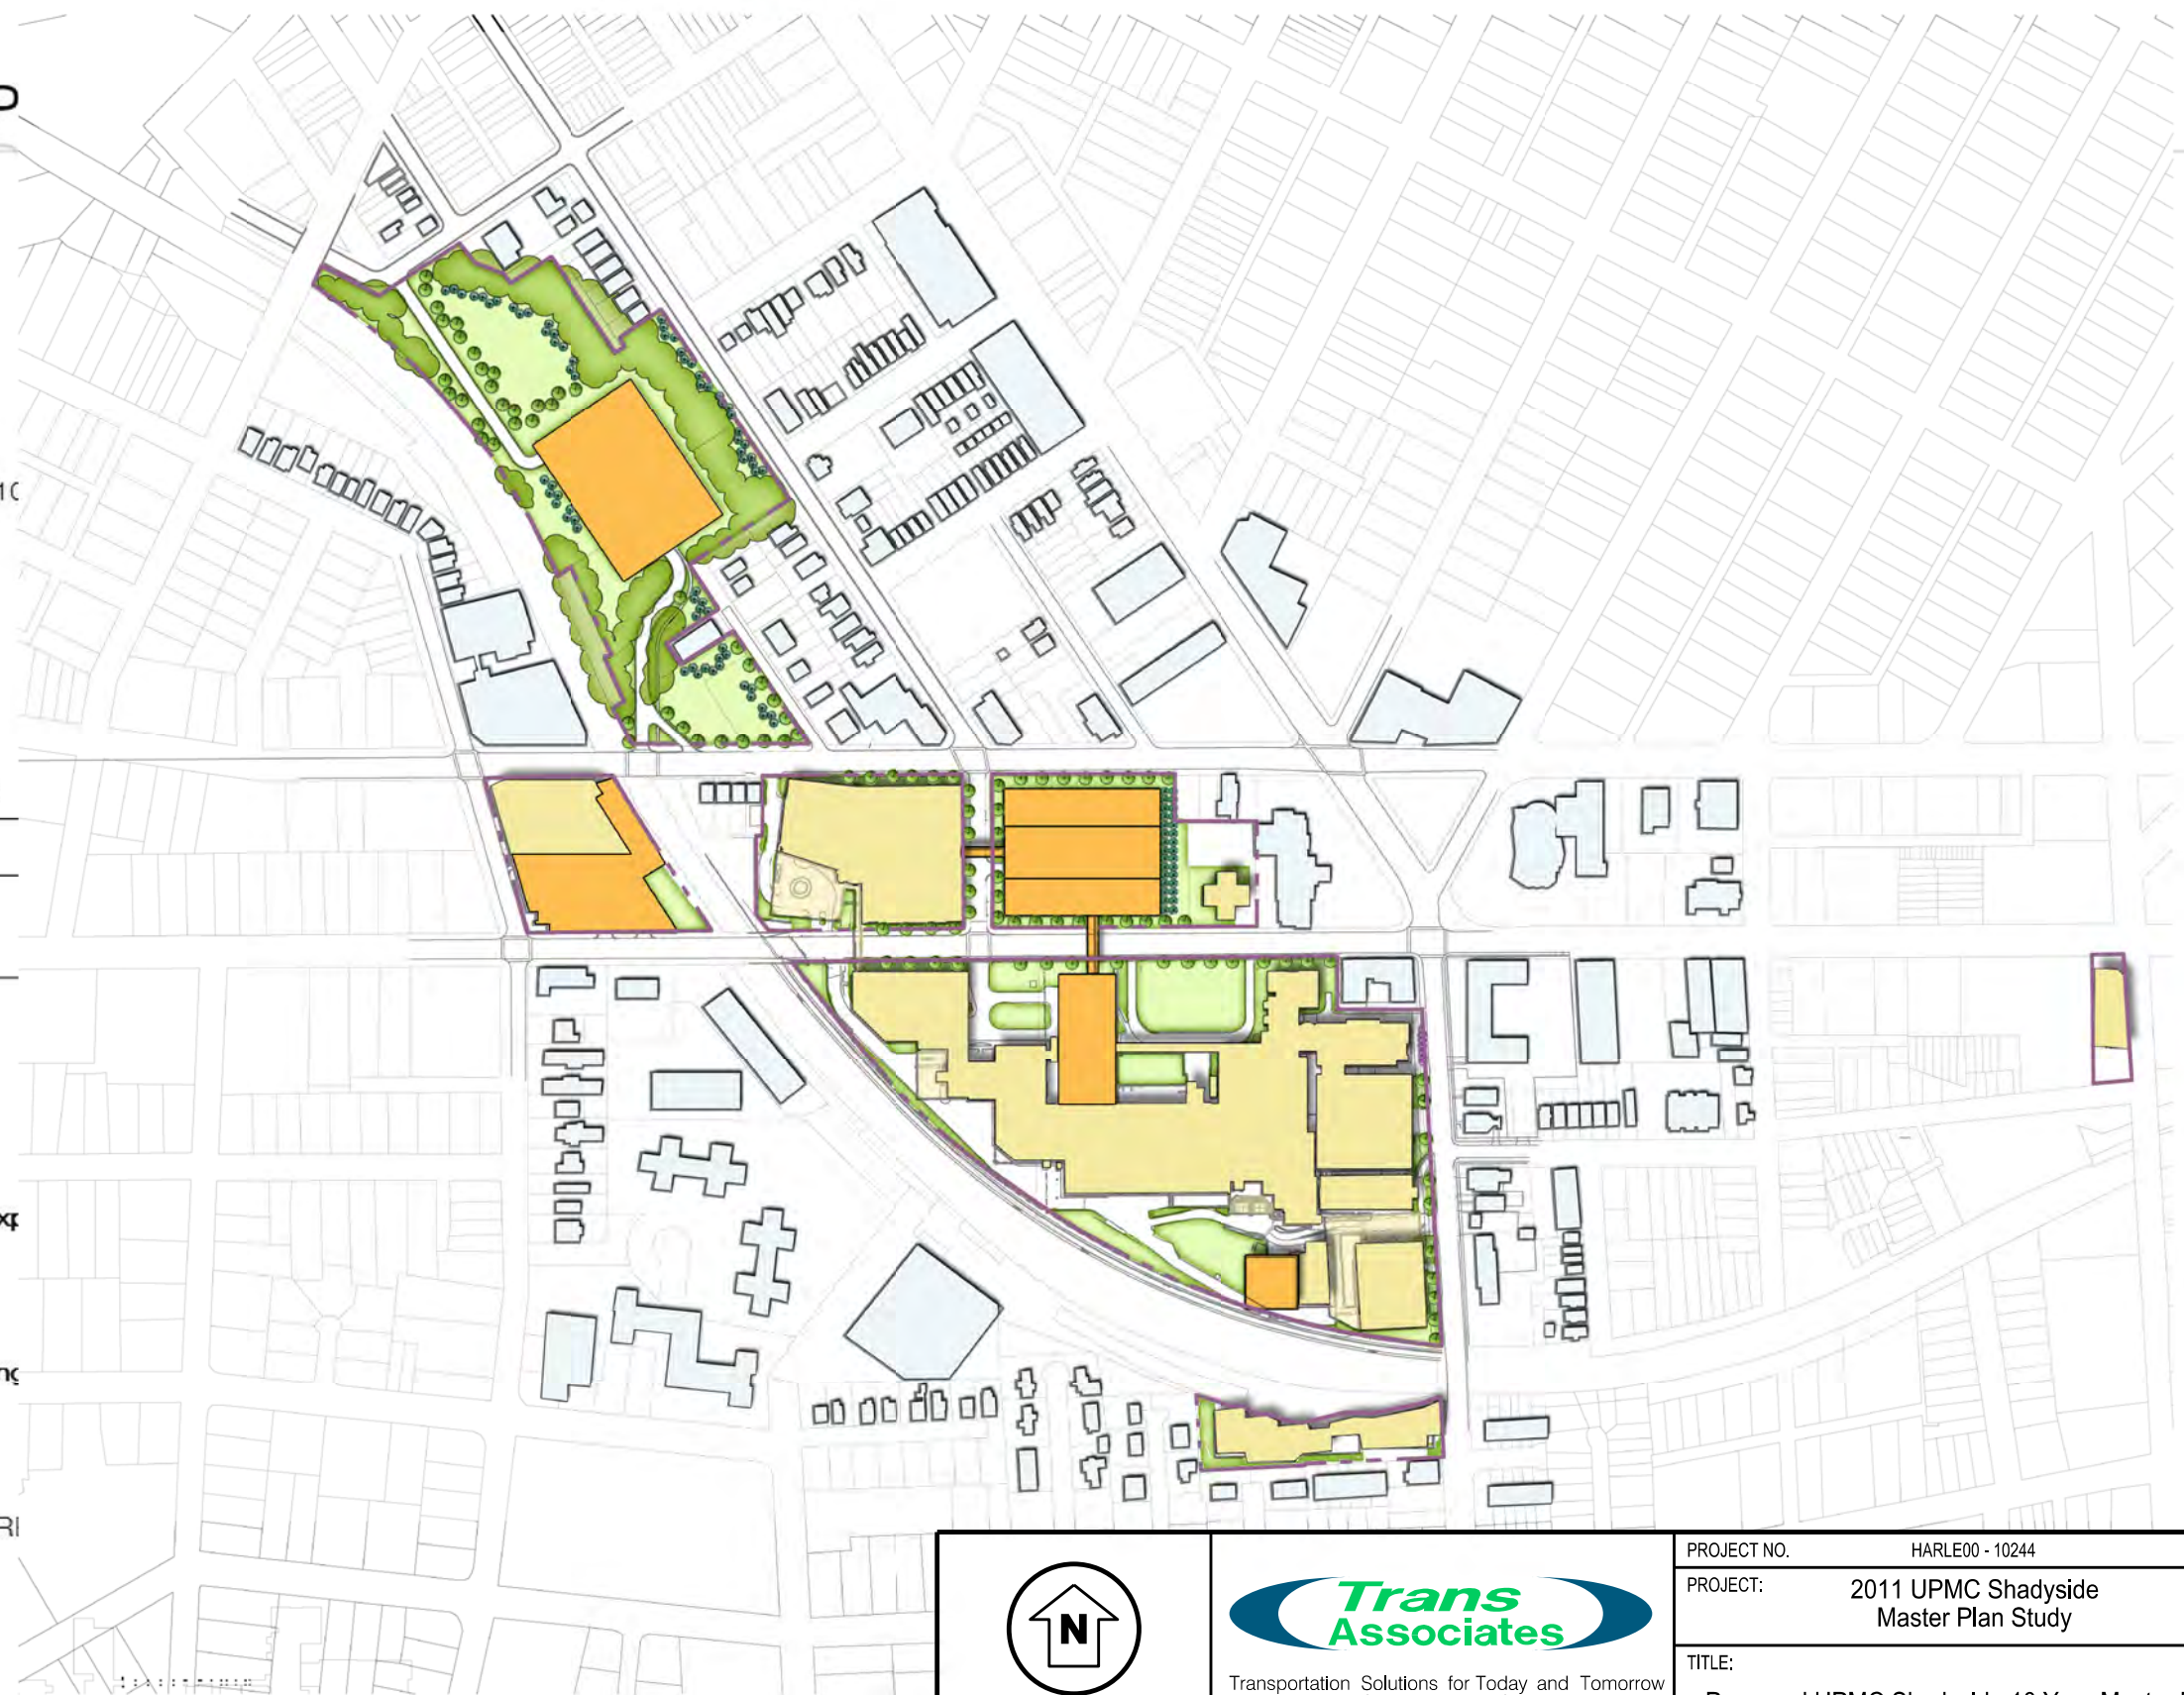 N
Trans
Associates
Transportation Solutions for Today and Tomorrow
PROJECT NO. HARLE00 - 10244
PROJECT: 2011 UPMC Shadyside
Master Plan Study
TITLE: